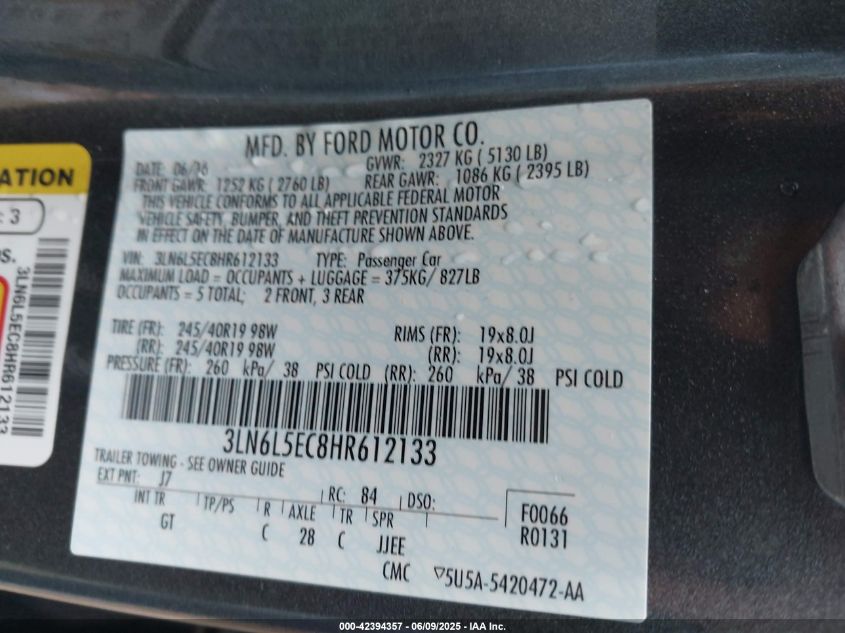 MFD. BY FORD MOTOR CO.
DATE: 06/16 GVWR: 2327 KG ( 5130 LB)
FRONT GAWR: 1252 KG ( 2760 LB) REAR GAWR: 1086 KG ( 2395 LB)
THIS VEHICLE CONFORMS TO ALL APPLICABLE FEDERAL MOTOR
VEHICLE SAFETY, BUMPER, AND THEFT PREVENTION STANDARDS
IN EFFECT ON THE DATE OF MANUFACTURE SHOWN ABOVE.
VIN: 3LN6L5EC8HR612133 TYPE: Passenger Car
MAXIMUM LOAD = OCCUPANTS + LUGGAGE = 375KG/ 827LB
OCCUPANTS = 5 TOTAL; 2 FRONT, 3 REAR
TIRE (FR): 245/40R19 98W RIMS (FR): 19x8.0J
(RR): 245/40R19 98W (RR): 19x8.0J
PRESSURE (FR): 260 kPa/ 38 PSI COLD (RR): 260 kPa/ 38 PSI COLD
3LN6L5EC8HR612133
TRAILER TOWING - SEE OWNER GUIDE
EXT PNT: J7 RC: 84 DSO:
INT TR TP/PS R AXLE TR SPR
GT C 28 C JJEE
F0066
R0131
CMC ▽5U5A-5420472-AA
ATION
: 3
3LN6L5EC8HR612133
000-42394357 - 06/09/2025 - IAA Inc.